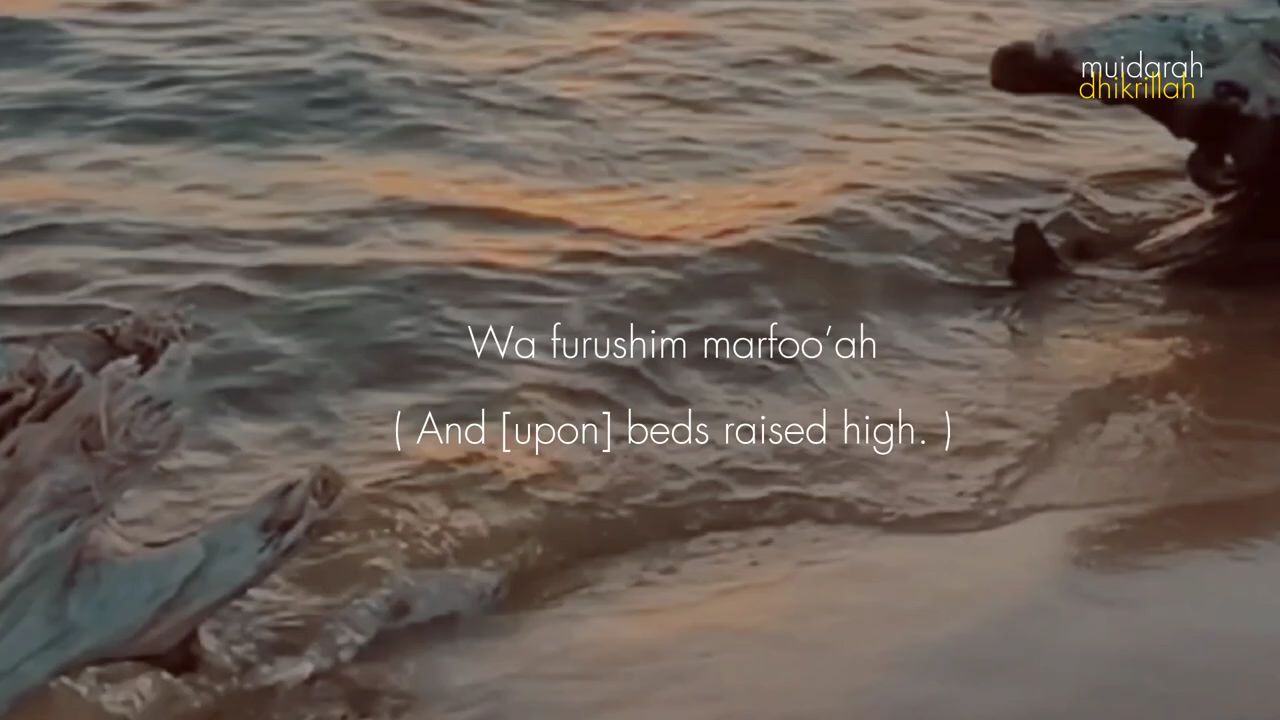 muidarah
dhikrillah
Wa furushim marfoo’ah
( And [upon] beds raised high. )